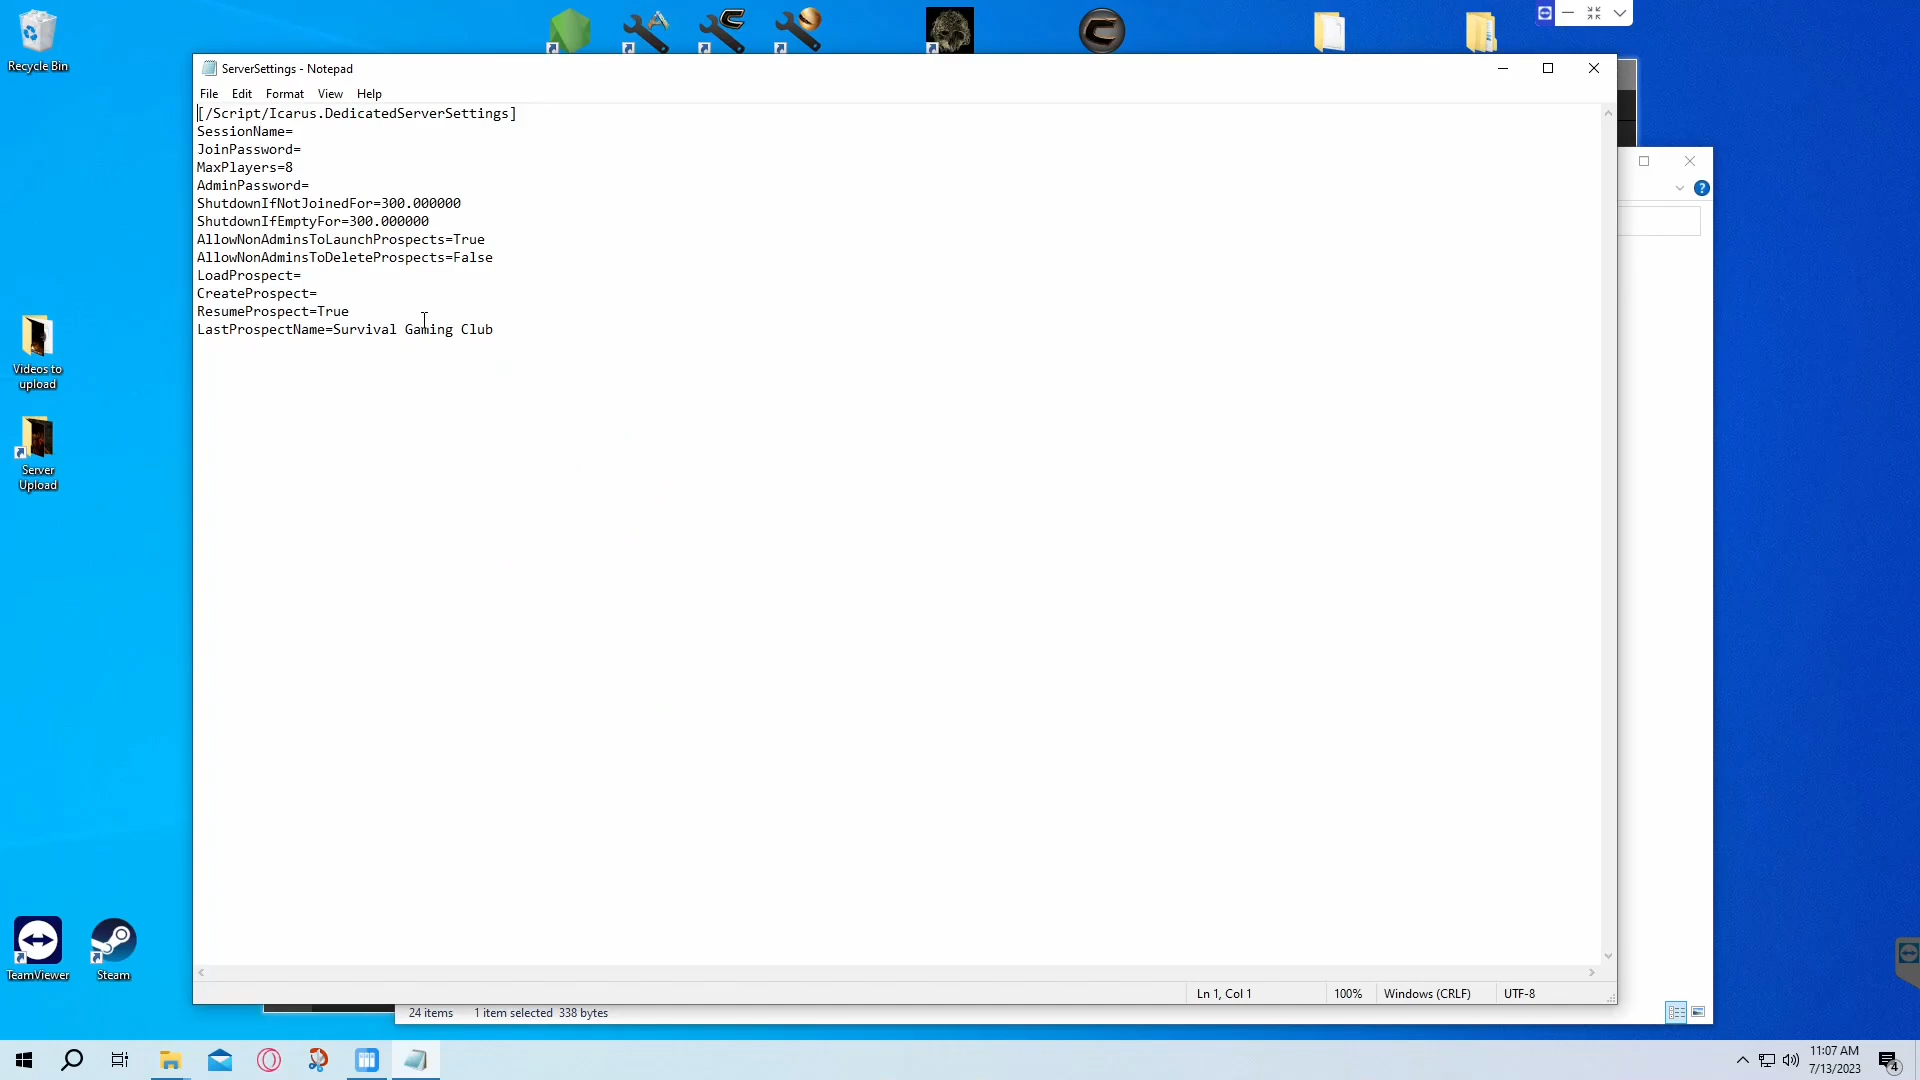 Recycle Bin
ServerSettings - Notepad
File Edit Format View Help
[/Script/Icarus.DedicatedServerSettings]
SessionName=
JoinPassword=
MaxPlayers=8
AdminPassword=
ShutdownIfNotJoinedFor=300.000000
ShutdownIfEmptyFor=300.000000
AllowNonAdminsToLaunchProspects=True
AllowNonAdminsToDeleteProspects=False
LoadProspect=
CreateProspect=
ResumeProspect=True
LastProspectName=Survival Gaming Club
Videos to
upload
Server
Upload
TeamViewer
Steam
Ln 1, Col 1
100%
Windows (CRLF)
UTF-8
24 items
1 item selected 338 bytes
11:07 AM
7/13/2023
4